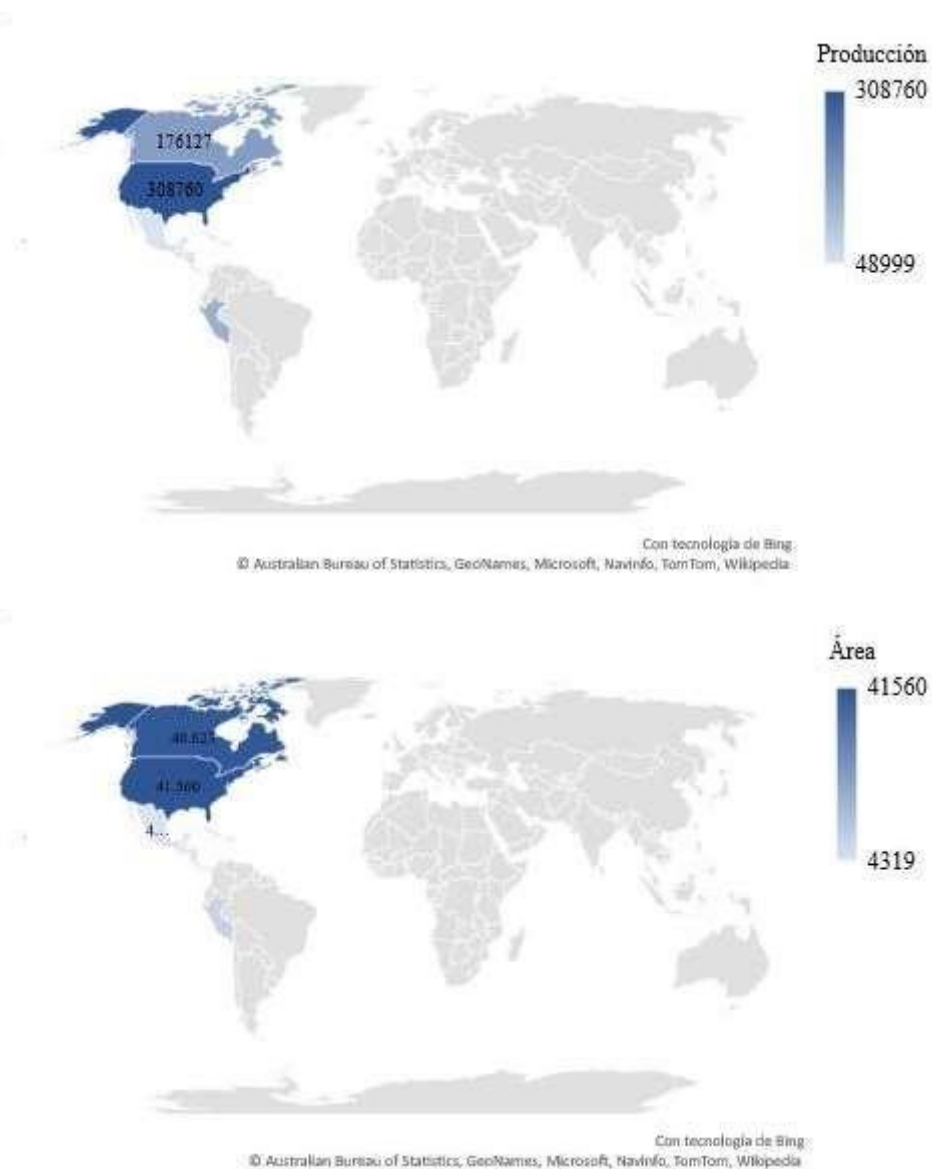 Producción
308760
176127
308760
48999
Con tecnología de Bing
© Australian Bureau of Statistics, GeoNames, Microsoft, Navinfo, TomTom, Wikipedia
Área
41560
41.560
4...
4319
Con tecnología de Bing
© Australian Bureau of Statistics, GeoNames, Microsoft, Navinfo, TomTom, Wikipedia